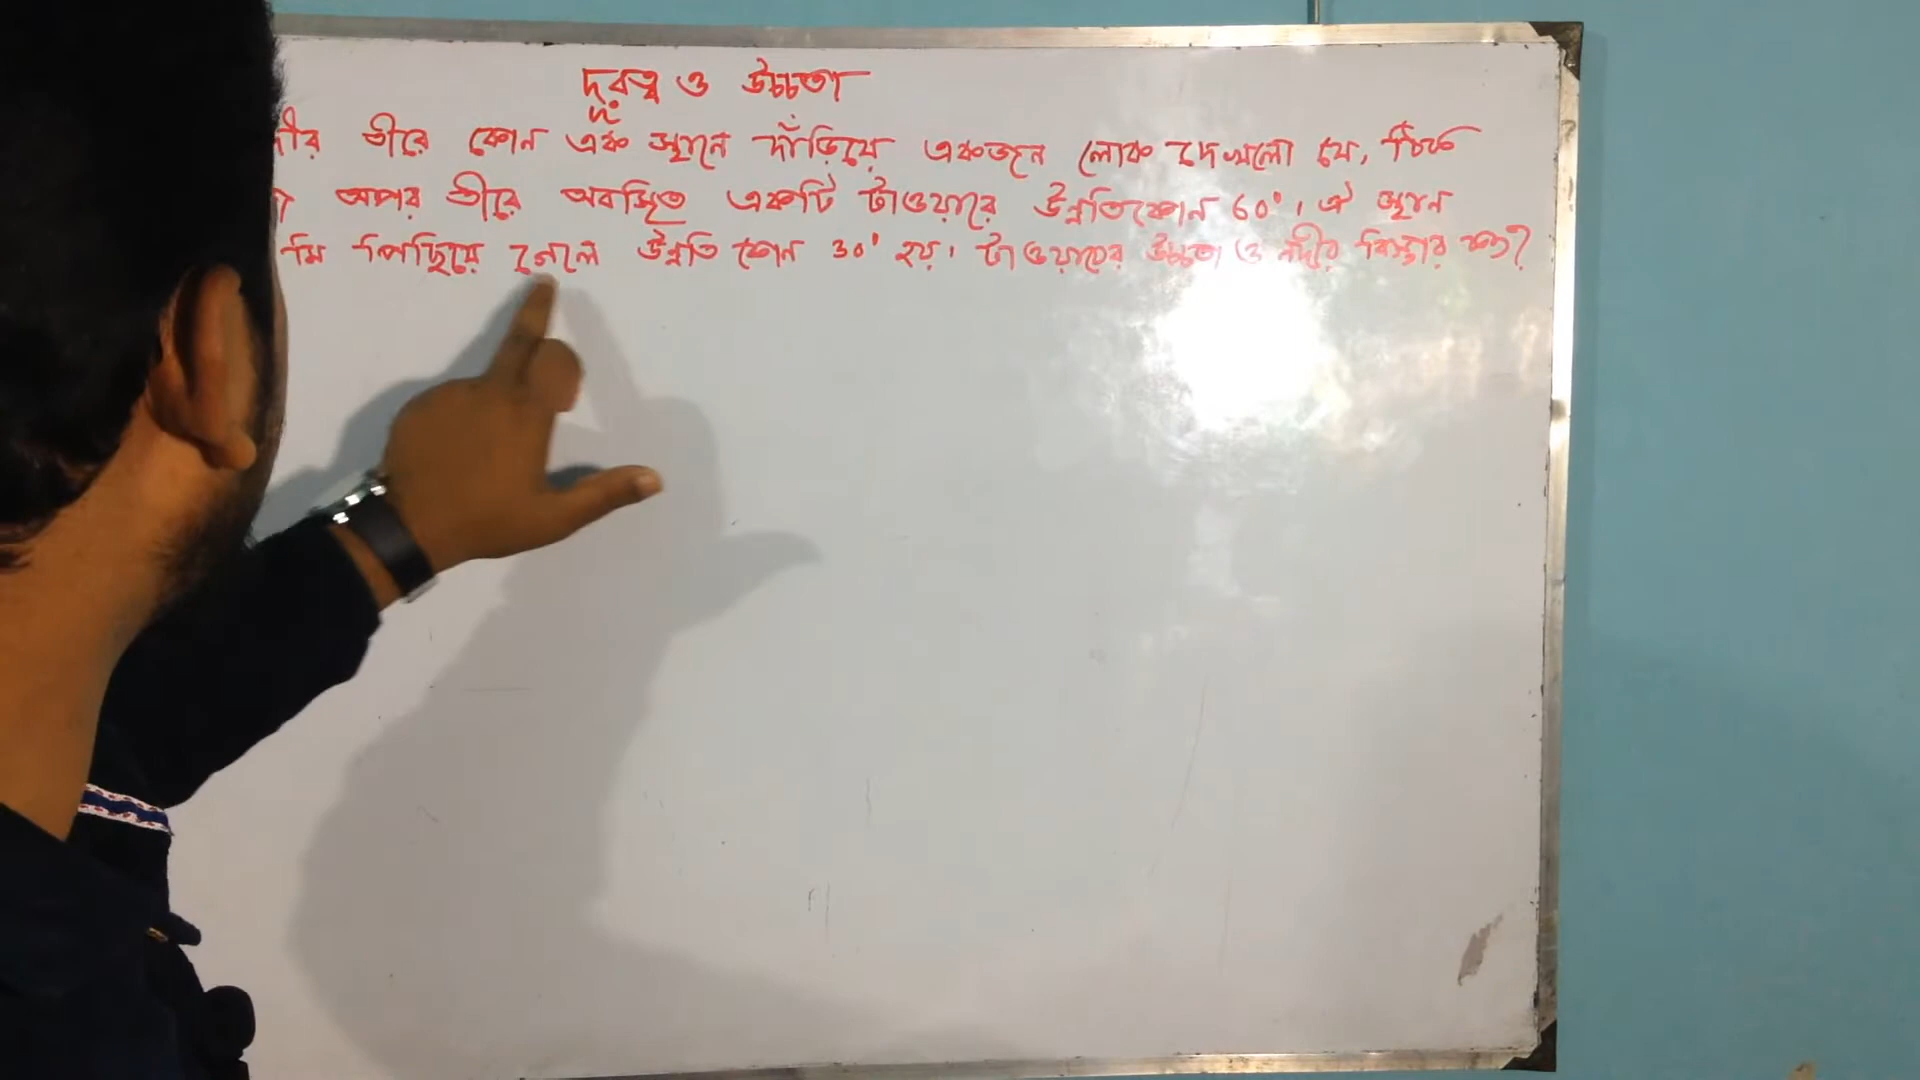 দূরত্ব ও উচ্চতা
তীরে কোন এক স্থানে দাঁড়িয়ে একজন লোক দেখলো যে, ঠিক
অপর তীরে অবস্থিত একটি টাওয়ারে উন্নতিকোন 60°। ঐ স্থান
মি পিছিয়ে গেলে উন্নতি কোন 30° হয়। টাওয়ারের উচ্চতা ও নদীর বিস্তার কত?